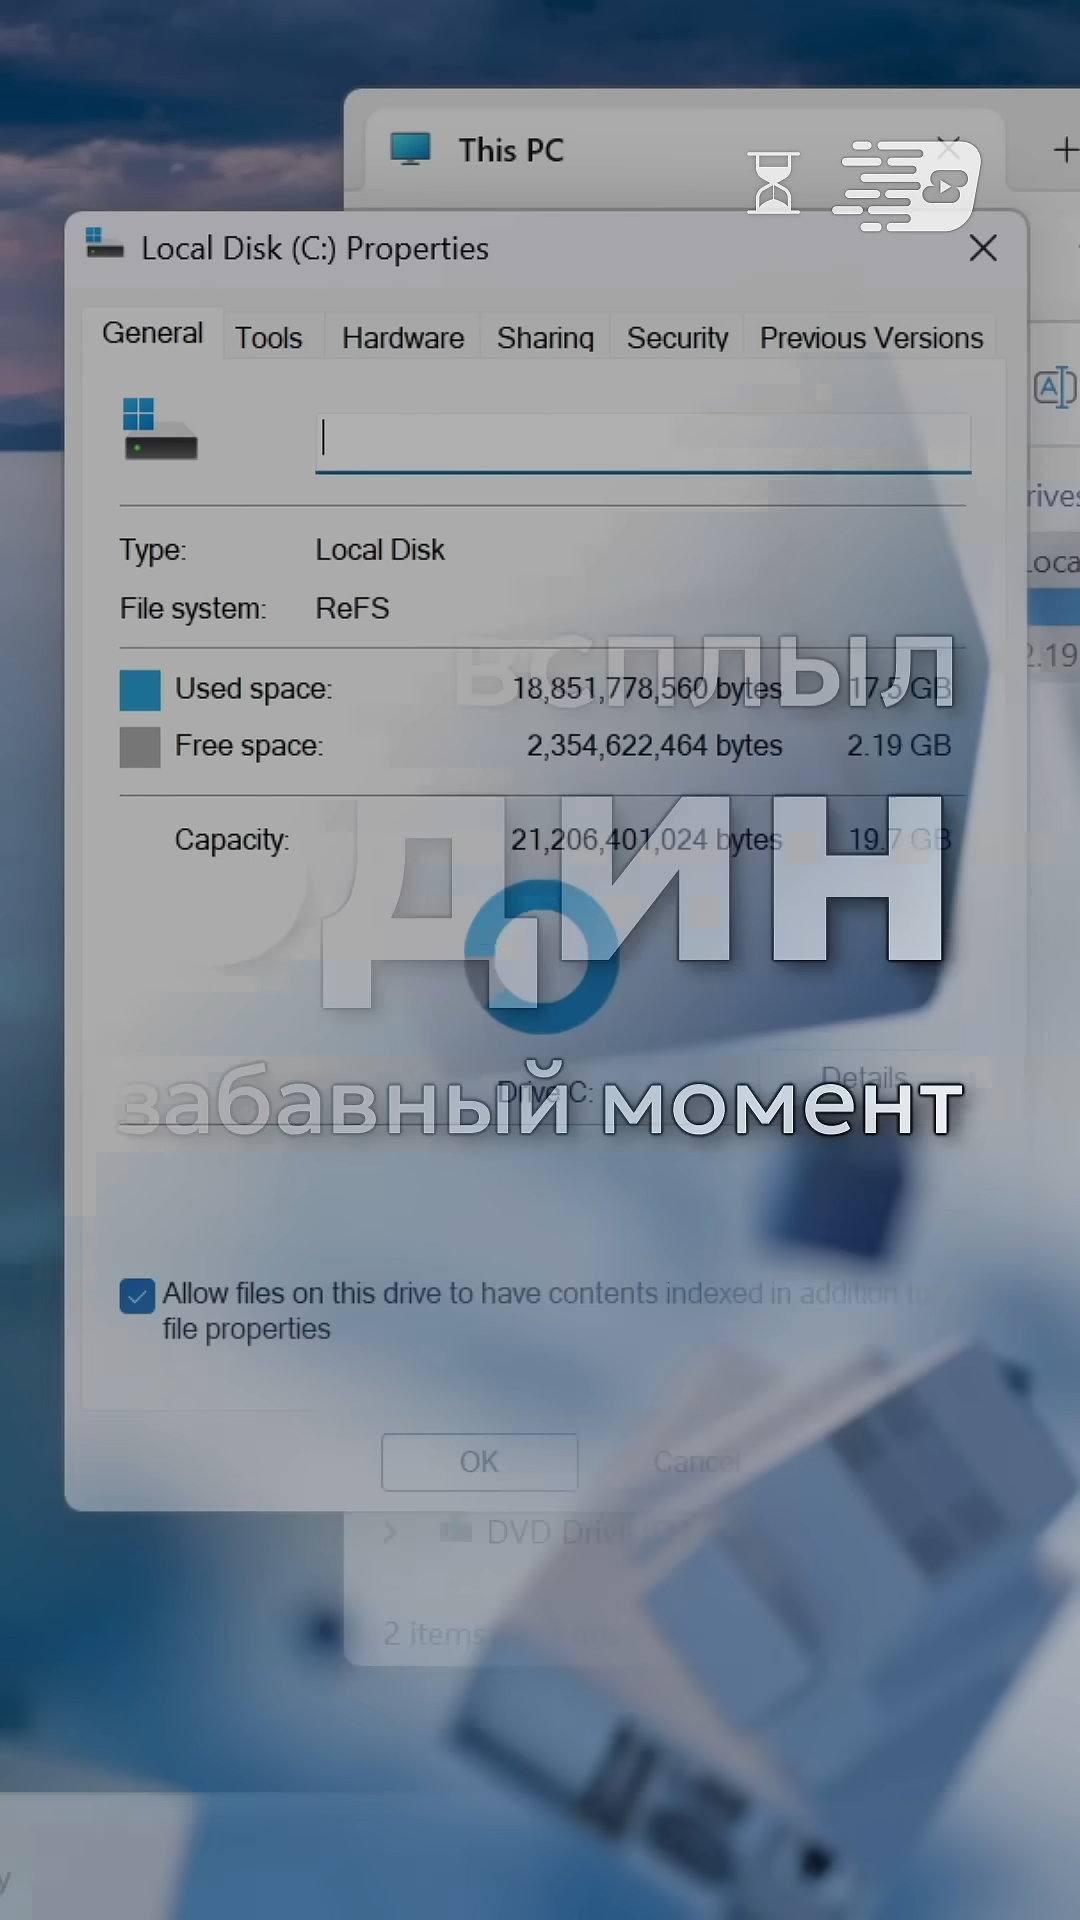 This PC
Local Disk (C:) Properties
General Tools Hardware Sharing Security Previous Versions
Type: Local Disk
File system: ReFS
всплыл
Used space: 18,851,778,560 bytes 17.5 GB
Free space: 2,354,622,464 bytes 2.19 GB
Capacity: 21,206,401,024 bytes 19.7 GB
один
Drive C:
Details
забавный момент
Allow files on this drive to have contents indexed in addition to
file properties
OK
Cancel
DVD Drive
2 items
2.19